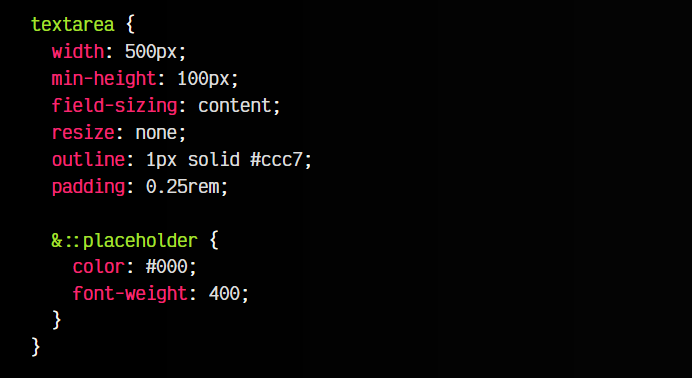 textarea {
  width: 500px;
  min-height: 100px;
  field-sizing: content;
  resize: none;
  outline: 1px solid #ccc7;
  padding: 0.25rem;

  &::placeholder {
    color: #000;
    font-weight: 400;
  }
}